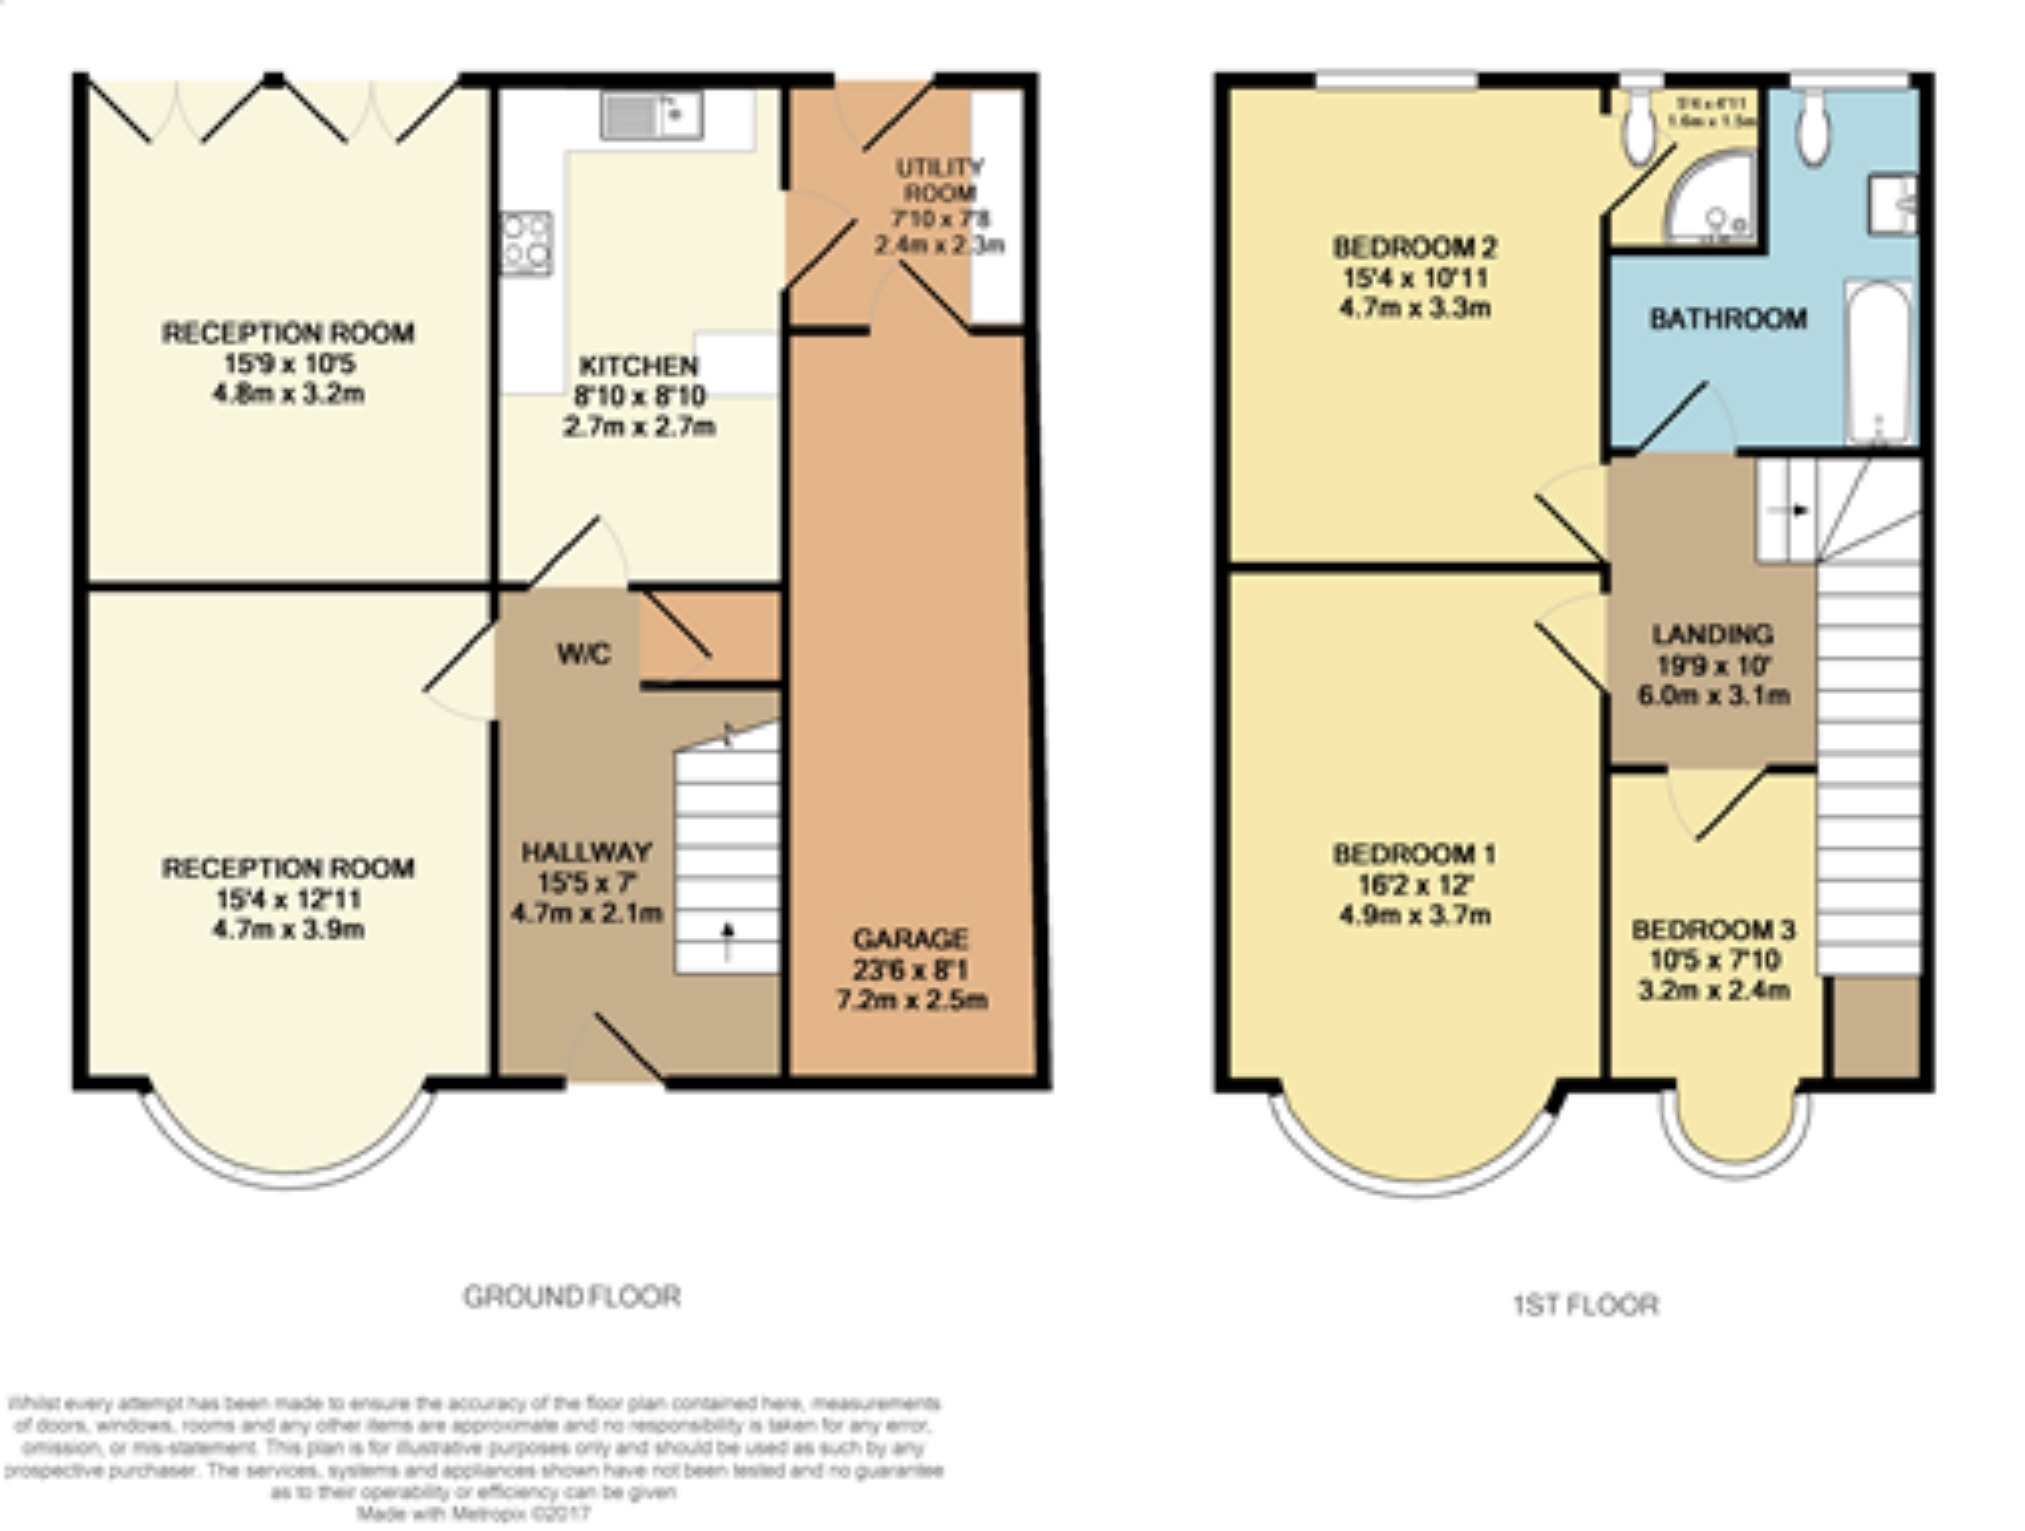 RECEPTION ROOM
15'9 x 10'5
4.8m x 3.2m
KITCHEN
8'10 x 8'10
2.7m x 2.7m
UTILITY
ROOM
7'10 x 7'8
2.4m x 2.3m
W/C
RECEPTION ROOM
15'4 x 12'11
4.7m x 3.9m
HALLWAY
15'5 x 7'
4.7m x 2.1m
GARAGE
23'6 x 8'1
7.2m x 2.5m
GROUND FLOOR
BEDROOM 2
15'4 x 10'11
4.7m x 3.3m
x 4'11
1.6m x 1.5m
BATHROOM
LANDING
19'9 x 10'
6.0m x 3.1m
BEDROOM 1
16'2 x 12'
4.9m x 3.7m
BEDROOM 3
10'5 x 7'10
3.2m x 2.4m
1ST FLOOR
Whilst every attempt has been made to ensure the accuracy of the floor plan contained here, measurements
of doors, windows, rooms and any other items are approximate and no responsibility is taken for any error,
omission, or mis-statement. This plan is for illustrative purposes only and should be used as such by any
prospective purchaser. The services, systems and appliances shown have not been tested and no guarantee
as to their operability or efficiency can be given
Made with Metropix ©2017